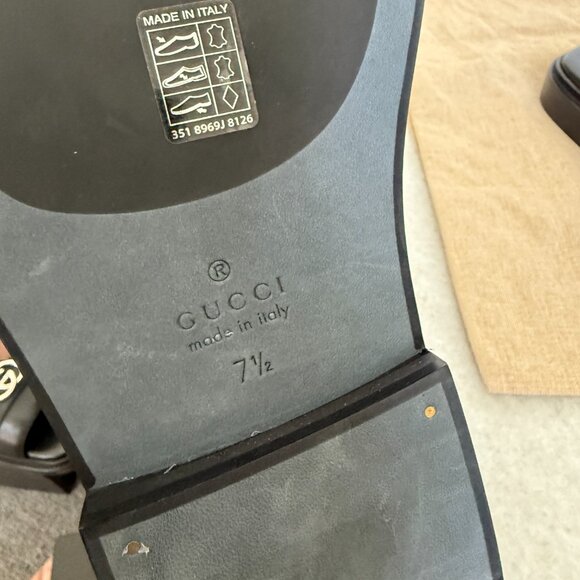 MADE IN ITALY
351 8969J 8126
®
GUCCI
made in italy
7½